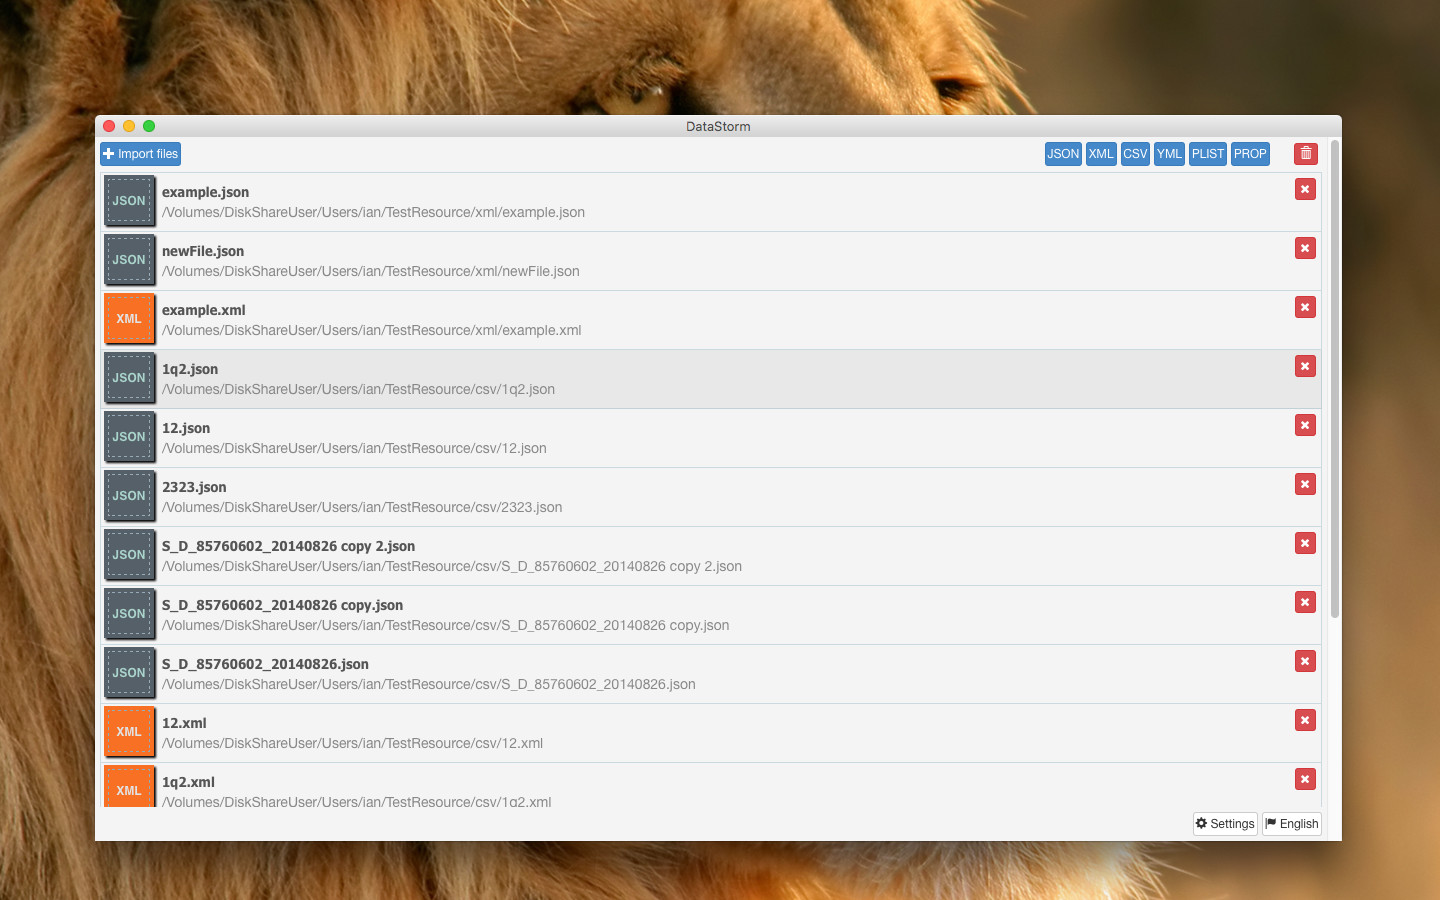 DataStorm
Import files
JSON XML CSV YML PLIST PROP
JSON
example.json
/Volumes/DiskShareUser/Users/ian/TestResource/xml/example.json
JSON
newFile.json
/Volumes/DiskShareUser/Users/ian/TestResource/xml/newFile.json
XML
example.xml
/Volumes/DiskShareUser/Users/ian/TestResource/xml/example.xml
JSON
1q2.json
/Volumes/DiskShareUser/Users/ian/TestResource/csv/1q2.json
JSON
12.json
/Volumes/DiskShareUser/Users/ian/TestResource/csv/12.json
JSON
2323.json
/Volumes/DiskShareUser/Users/ian/TestResource/csv/2323.json
JSON
S_D_85760602_20140826 copy 2.json
/Volumes/DiskShareUser/Users/ian/TestResource/csv/S_D_85760602_20140826 copy 2.json
JSON
S_D_85760602_20140826 copy.json
/Volumes/DiskShareUser/Users/ian/TestResource/csv/S_D_85760602_20140826 copy.json
JSON
S_D_85760602_20140826.json
/Volumes/DiskShareUser/Users/ian/TestResource/csv/S_D_85760602_20140826.json
XML
12.xml
/Volumes/DiskShareUser/Users/ian/TestResource/csv/12.xml
XML
1q2.xml
/Volumes/DiskShareUser/Users/ian/TestResource/csv/1q2.xml
Settings English